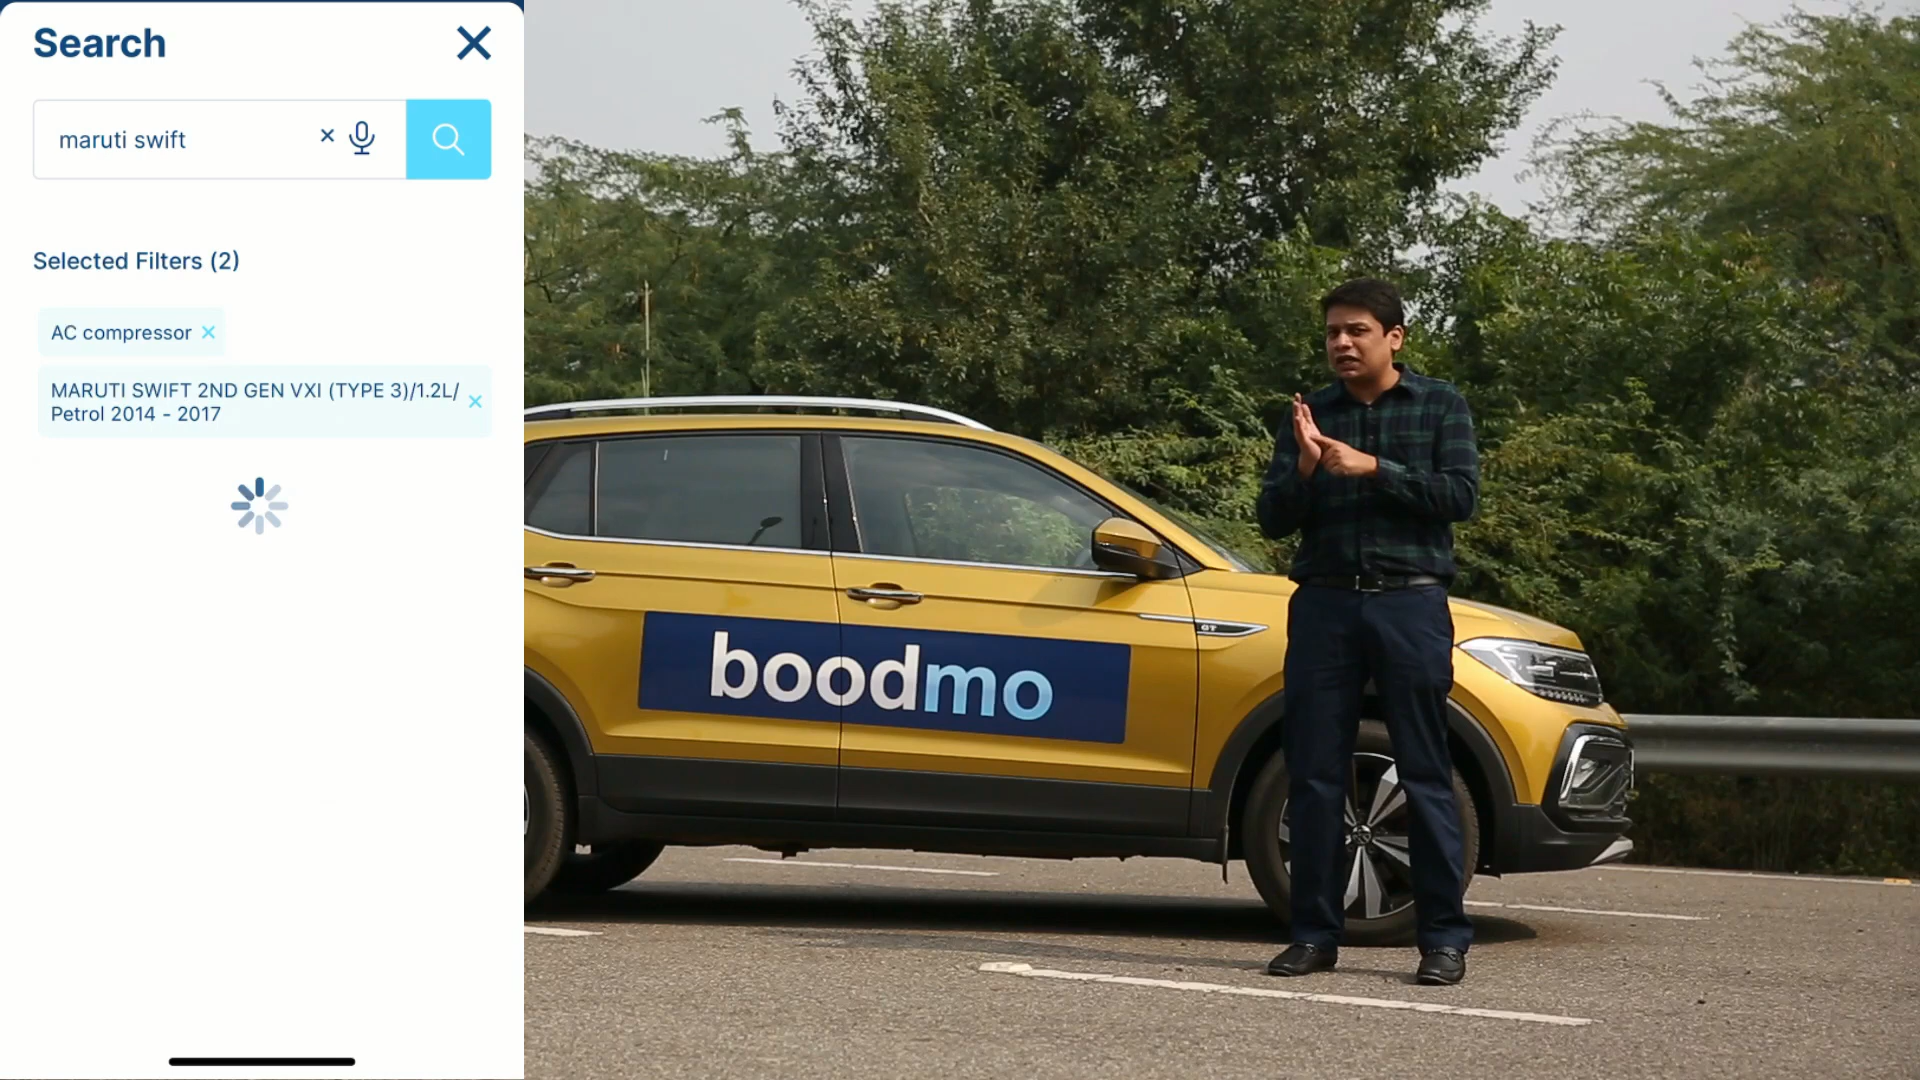 Search
maruti swift
Selected Filters (2)
AC compressor
MARUTI SWIFT 2ND GEN VXI (TYPE 3)/1.2L/
Petrol 2014 - 2017
boodmo
GT